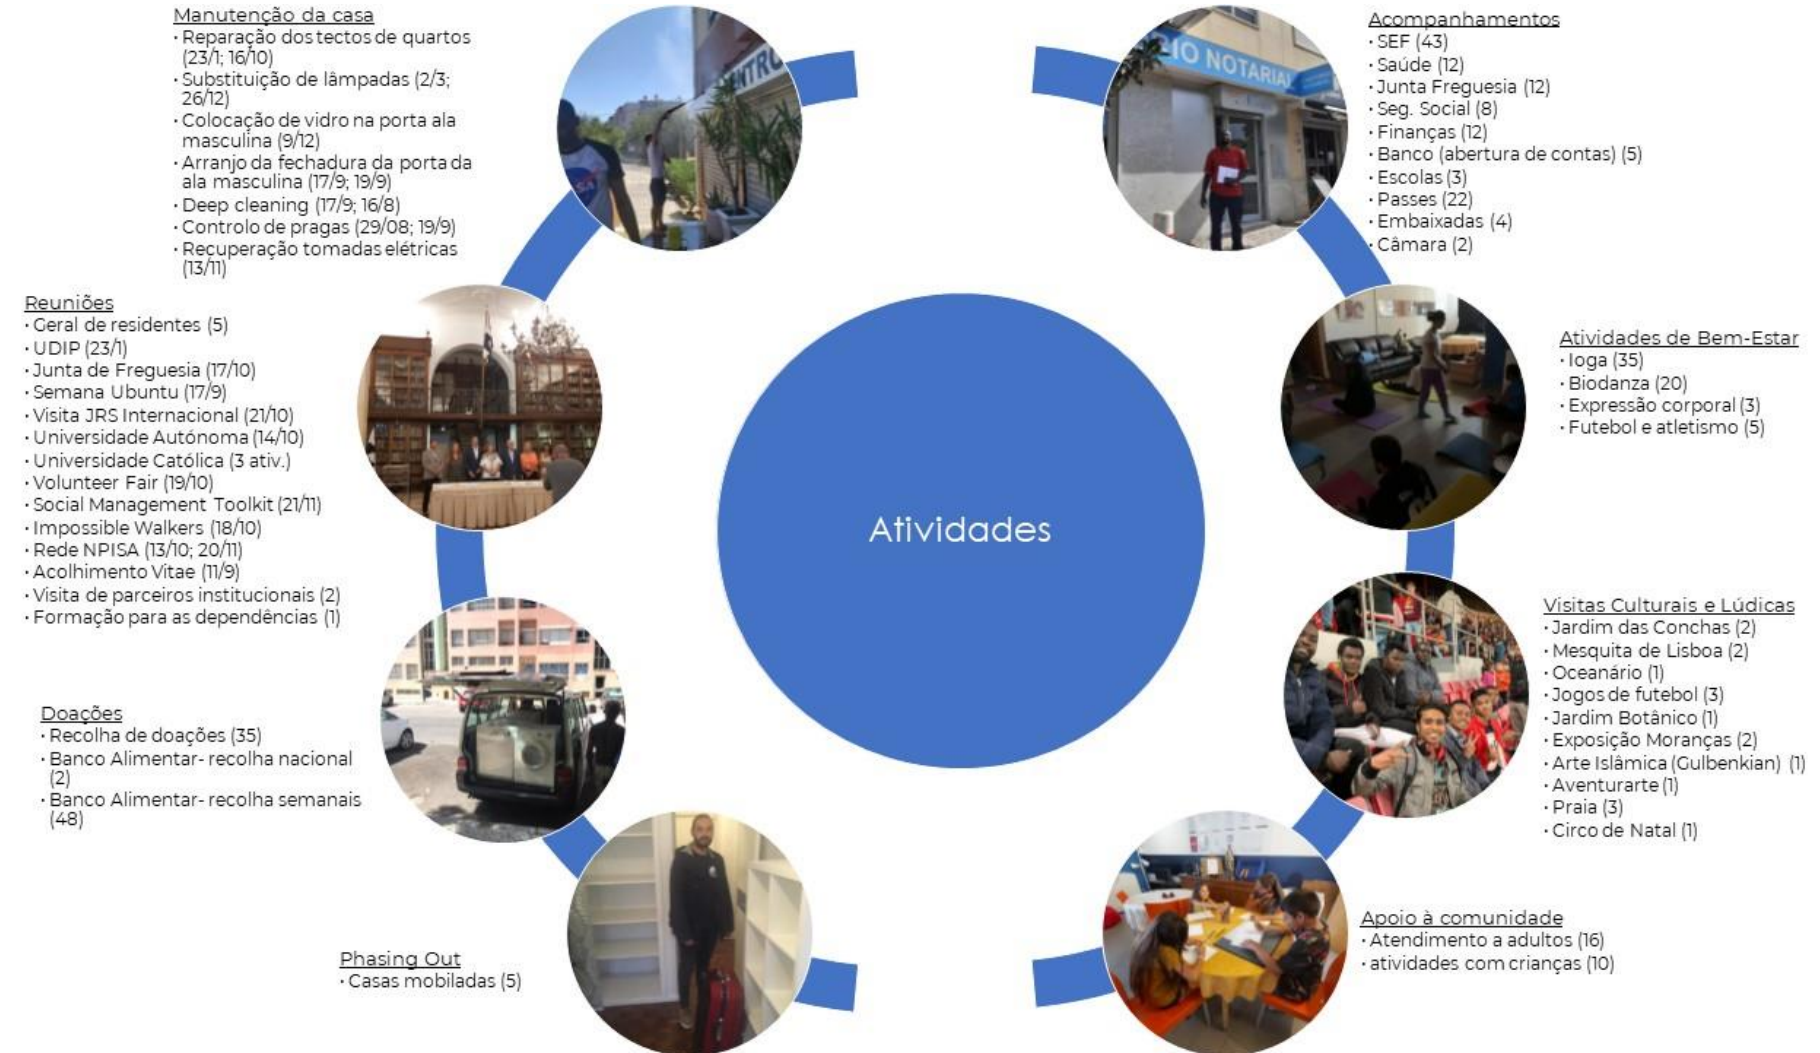 Manutenção da casa
· Reparação dos tectos de quartos
(23/1; 16/10)
· Substituição de lâmpadas (2/3;
26/12)
· Colocação de vidro na porta ala
masculina (9/12)
· Arranjo da fechadura da porta da
ala masculina (17/9; 19/9)
· Deep cleaning (17/9; 16/8)
· Controlo de pragas (29/08; 19/9)
· Recuperação tomadas elétricas
(13/11)
Reuniões
· Geral de residentes (5)
· UDIP (23/1)
· Junta de Freguesia (17/10)
· Semana Ubuntu (17/9)
· Visita JRS Internacional (21/10)
· Universidade Autónoma (14/10)
· Universidade Católica (3 ativ.)
· Volunteer Fair (19/10)
· Social Management Toolkit (21/11)
· Impossible Walkers (18/10)
· Rede NPISA (13/10; 20/11)
· Acolhimento Vitae (11/9)
· Visita de parceiros institucionais (2)
· Formação para as dependências (1)
Doações
· Recolha de doações (35)
· Banco Alimentar- recolha nacional
(2)
· Banco Alimentar- recolha semanais
(48)
Phasing Out
· Casas mobiladas (5)
Atividades
Acompanhamentos
· SEF (43)
· Saúde (12)
· Junta Freguesia (12)
· Seg. Social (8)
· Finanças (12)
· Banco (abertura de contas) (5)
· Escolas (3)
· Passes (22)
· Embaixadas (4)
· Câmara (2)
Atividades de Bem-Estar
· Ioga (35)
· Biodanza (20)
· Expressão corporal (3)
· Futebol e atletismo (5)
Visitas Culturais e Lúdicas
· Jardim das Conchas (2)
· Mesquita de Lisboa (2)
· Oceanário (1)
· Jogos de futebol (3)
· Jardim Botânico (1)
· Exposição Moranças (2)
· Arte Islâmica (Gulbenkian) (1)
· Aventurarte (1)
· Praia (3)
· Circo de Natal (1)
Apoio à comunidade
· Atendimento a adultos (16)
· atividades com crianças (10)
CENTRO
IO NOTARIAL